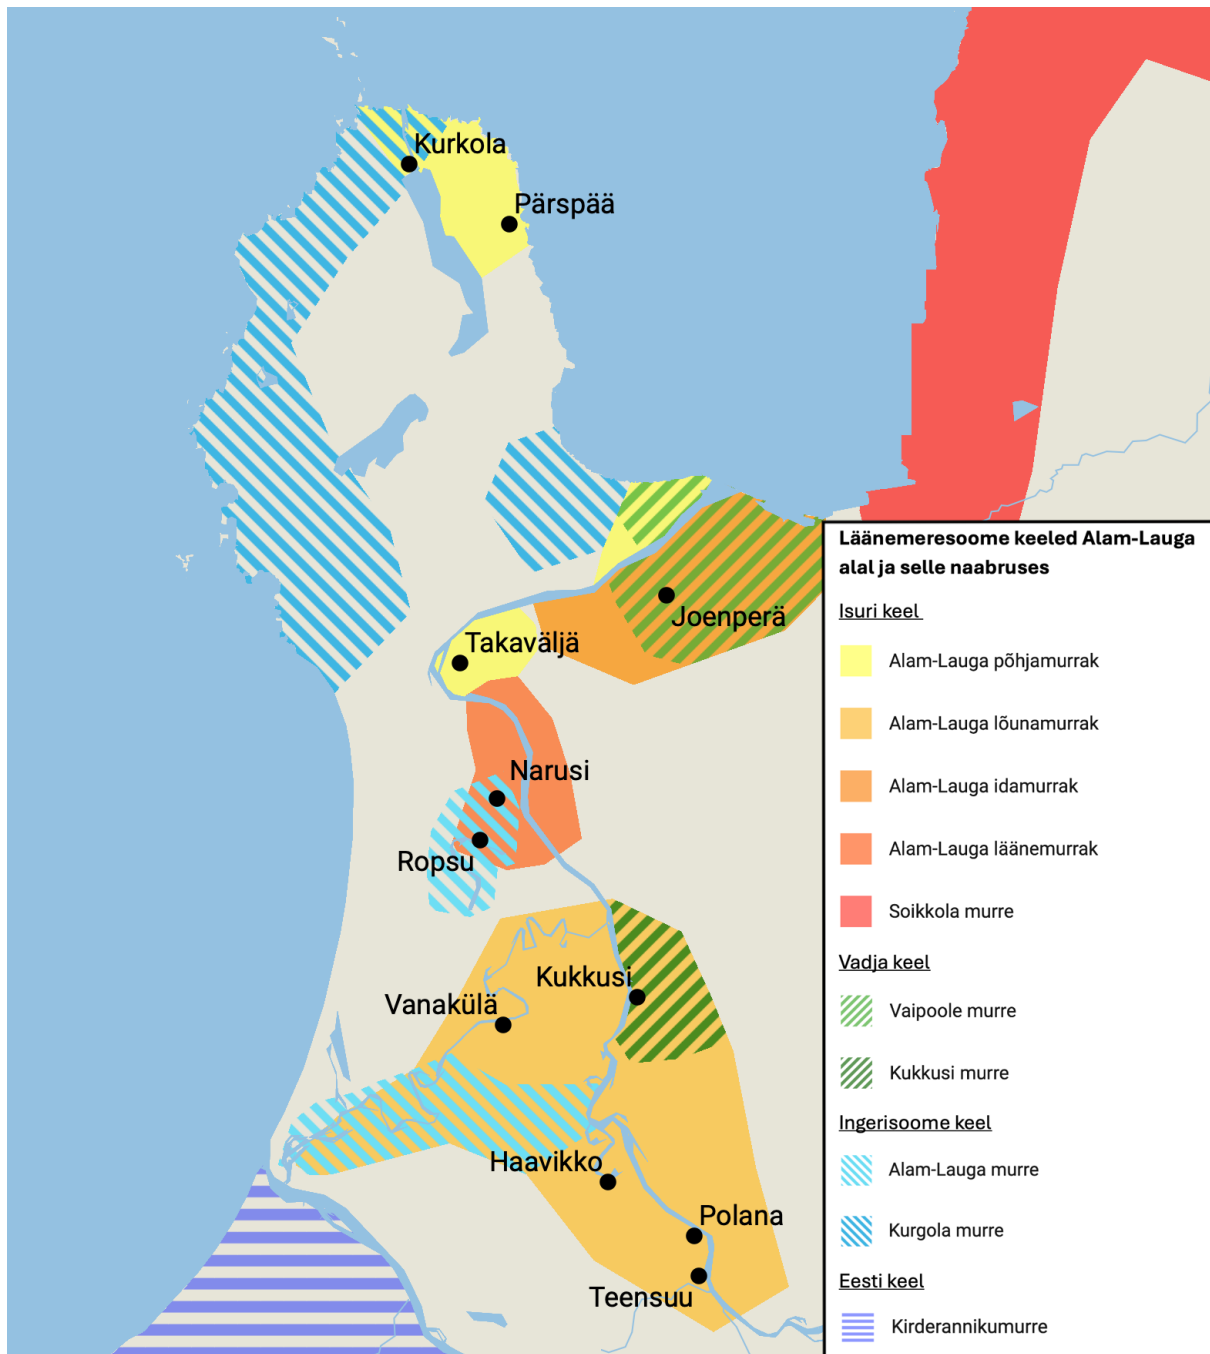 Kurkola
Pärspää
Joenperä
Takaväljä
Narusi
Ropsu
Kukkusi
Vanakülä
Haavikko
Polana
Teensuu
Läänemeresoome keeled Alam-Lauga
alal ja selle naabruses
Isuri keel
Alam-Lauga põhjamurrak
Alam-Lauga lõunamurrak
Alam-Lauga idamurrak
Alam-Lauga läänemurrak
Soikkola murre
Vadja keel
Vaipoole murre
Kukkusi murre
Ingerisoome keel
Alam-Lauga murre
Kurgola murre
Eesti keel
Kirderannikumurre